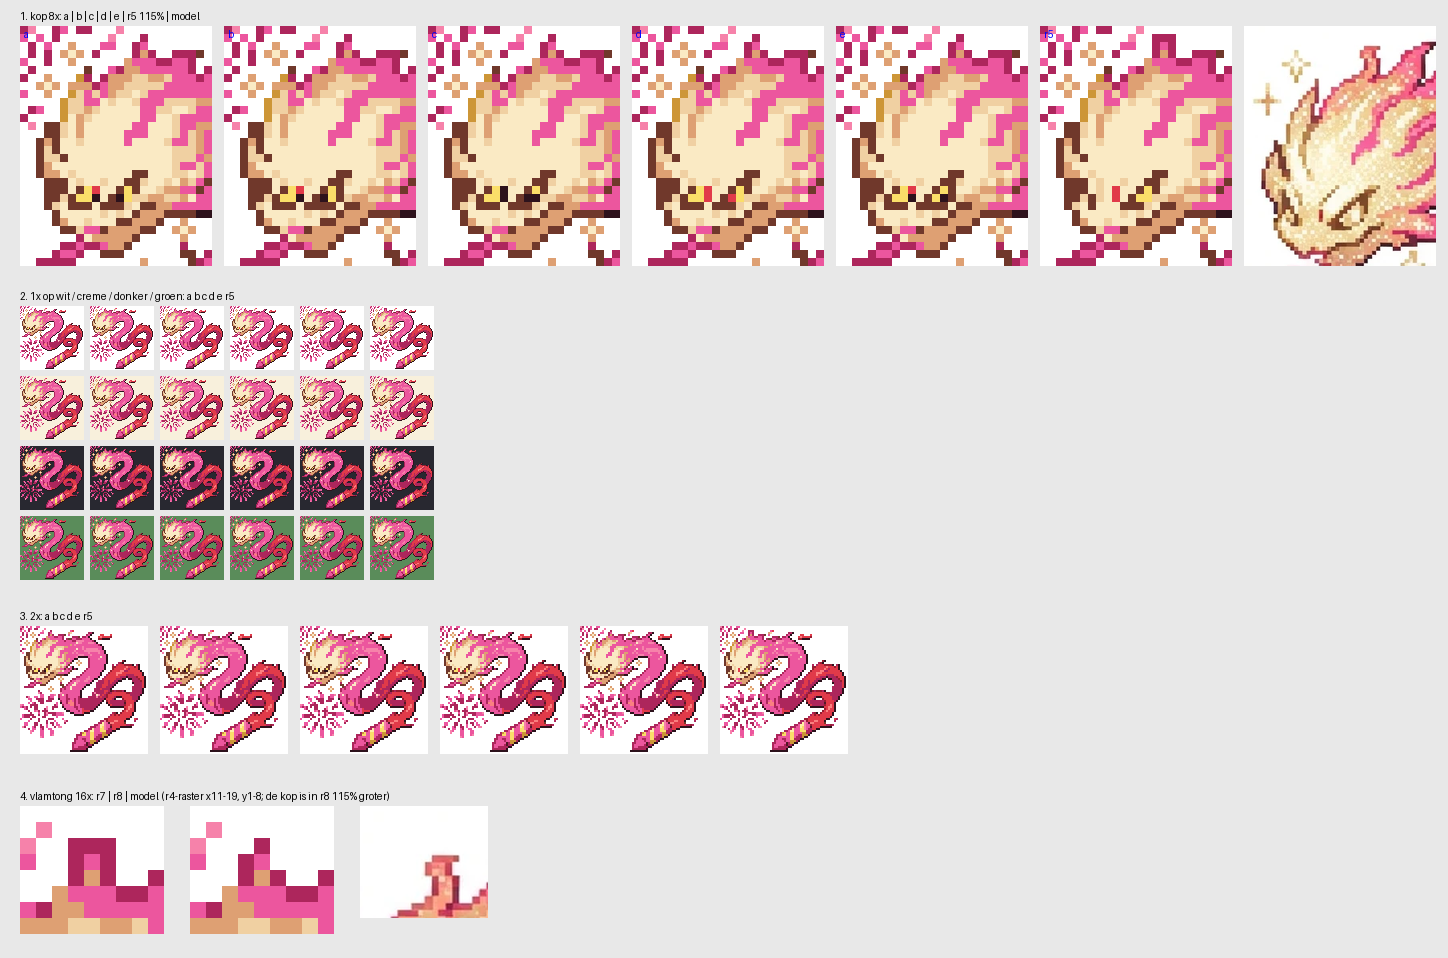 1. kop 8x: a | b | c | d | e | r5 115% | model
a b c d e r5
2. 1x op wit / creme / donker / groen: a b c d e r5
3. 2x: a b c d e r5
4. vlamtong 16x: r7 | r8 | model (r4-raster x11-19, y1-8; de kop is in r8 115% groter)